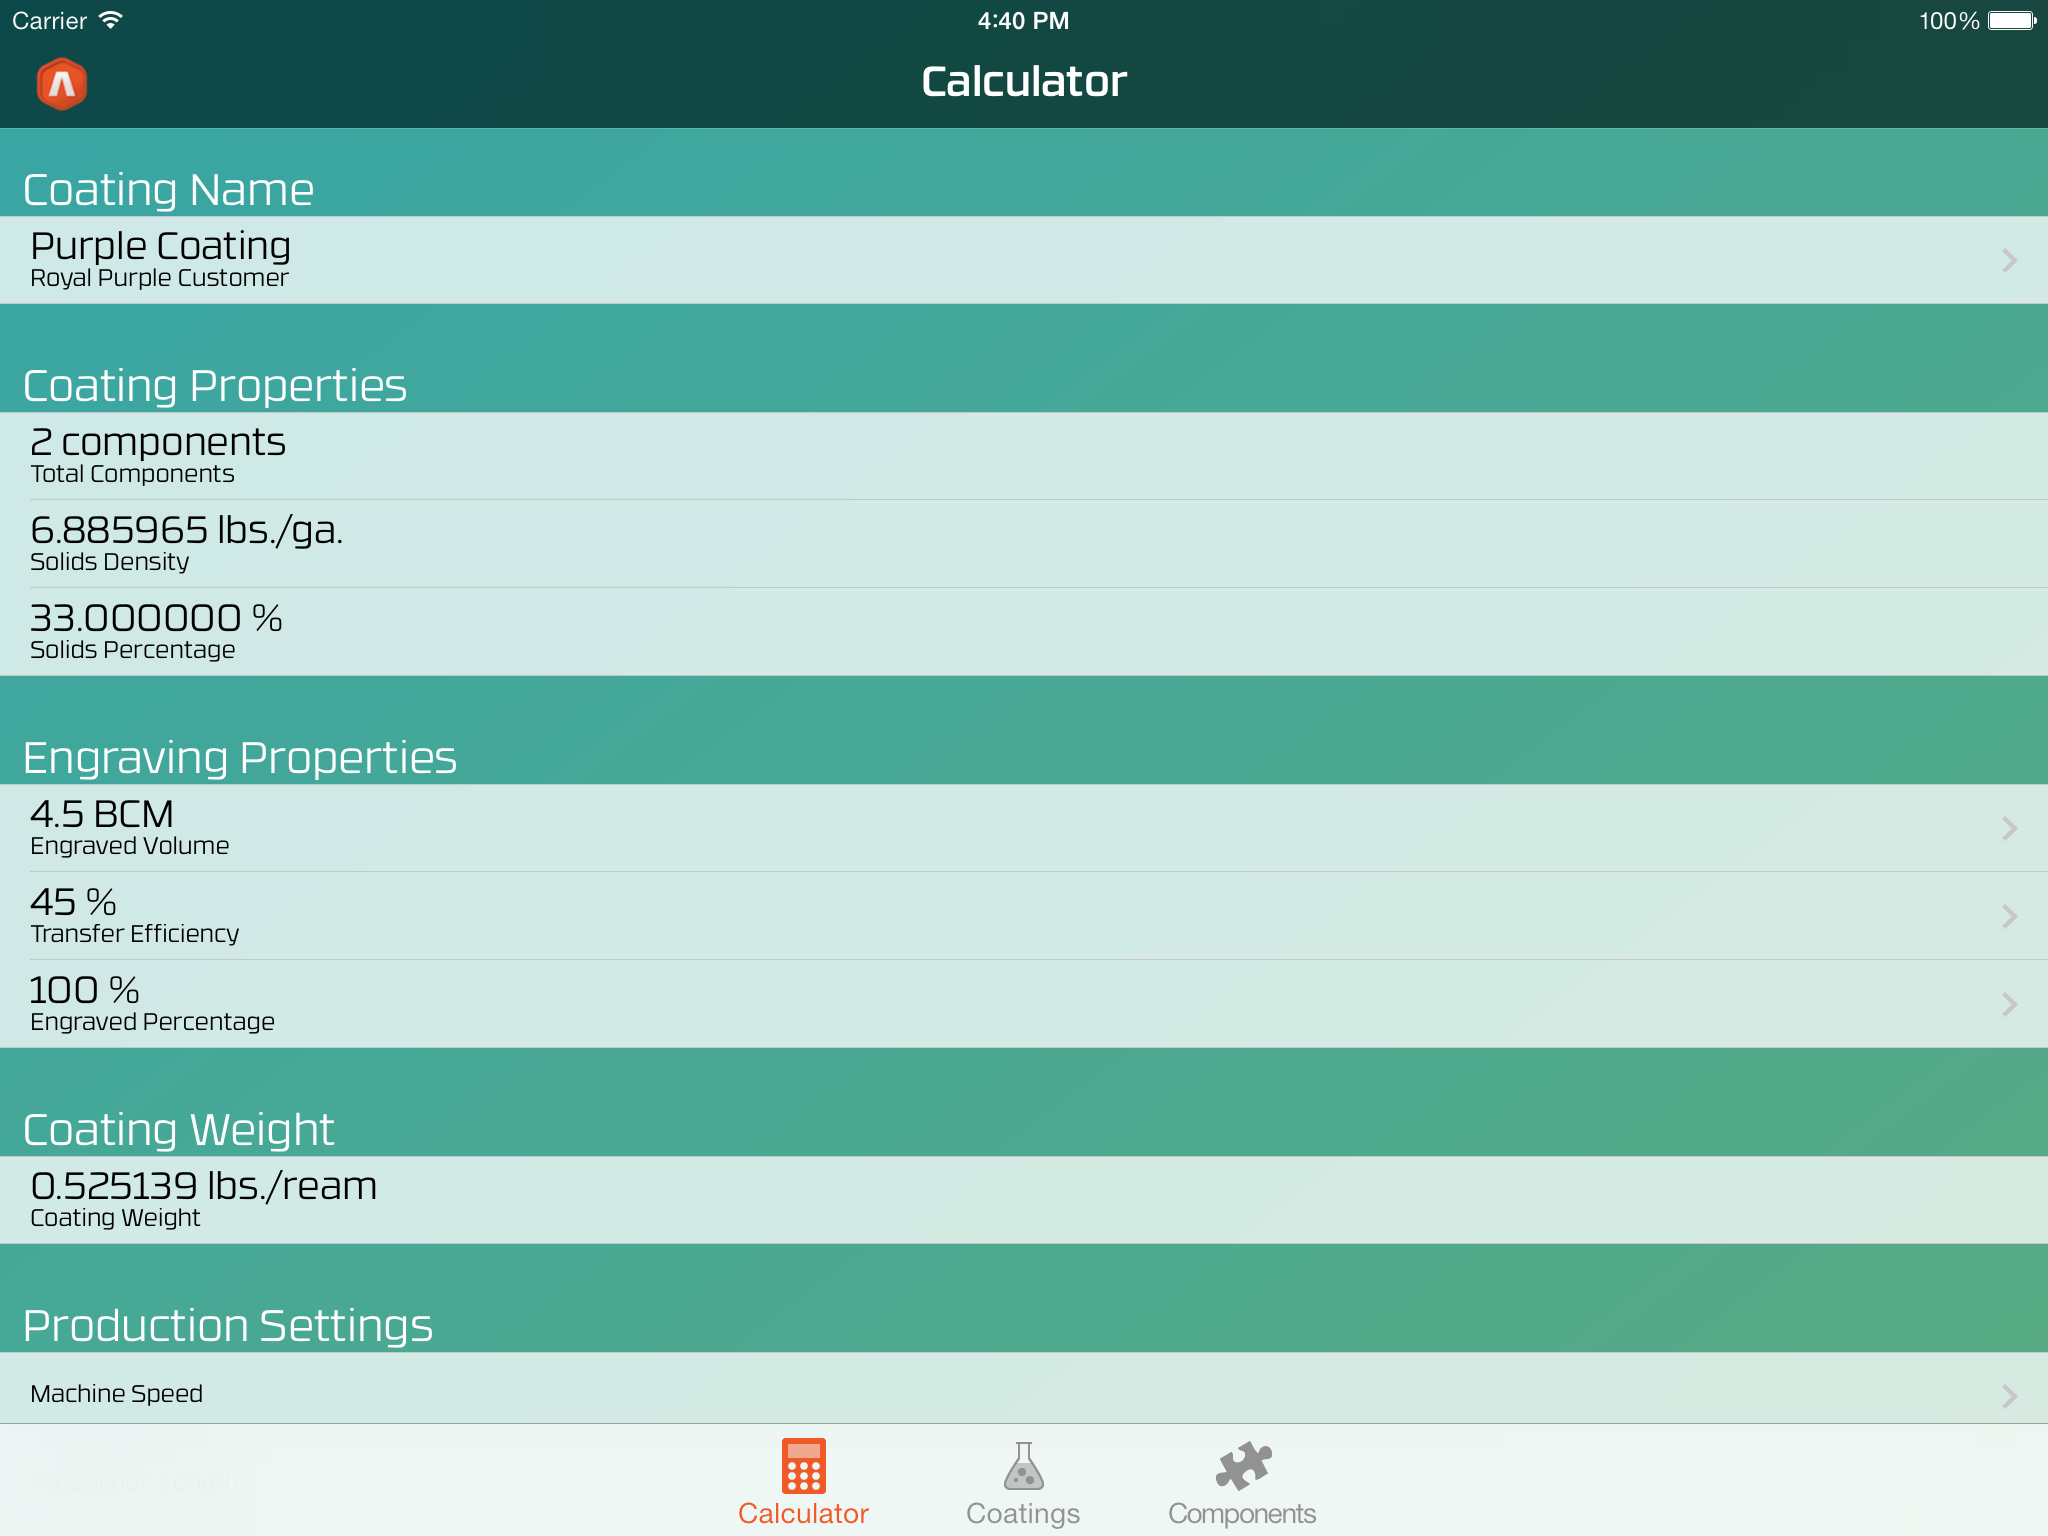 Carrier 4:40 PM 100%
Calculator
Coating Name
Purple Coating
Royal Purple Customer
Coating Properties
2 components
Total Components
6.885965 lbs./ga.
Solids Density
33.000000 %
Solids Percentage
Engraving Properties
4.5 BCM
Engraved Volume
45 %
Transfer Efficiency
100 %
Engraved Percentage
Coating Weight
0.525139 lbs./ream
Coating Weight
Production Settings
Machine Speed
Production Length
Calculator Coatings Components